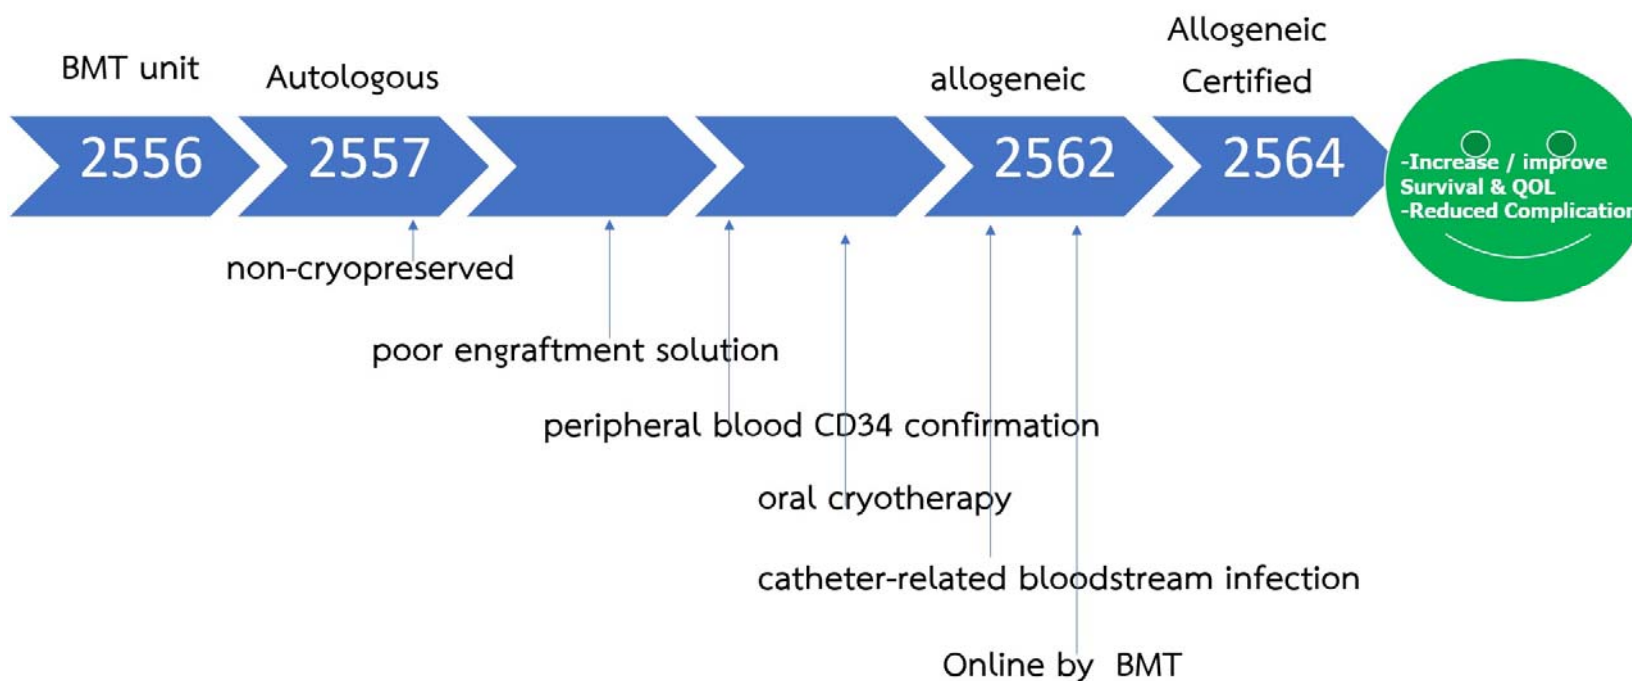 BMT unit
Autologous
allogeneic
Allogeneic
Certified
2556
2557
2562
2564
-Increase / improve
Survival & QOL
-Reduced Complication
non-cryopreserved
poor engraftment solution
peripheral blood CD34 confirmation
oral cryotherapy
catheter-related bloodstream infection
Online by BMT